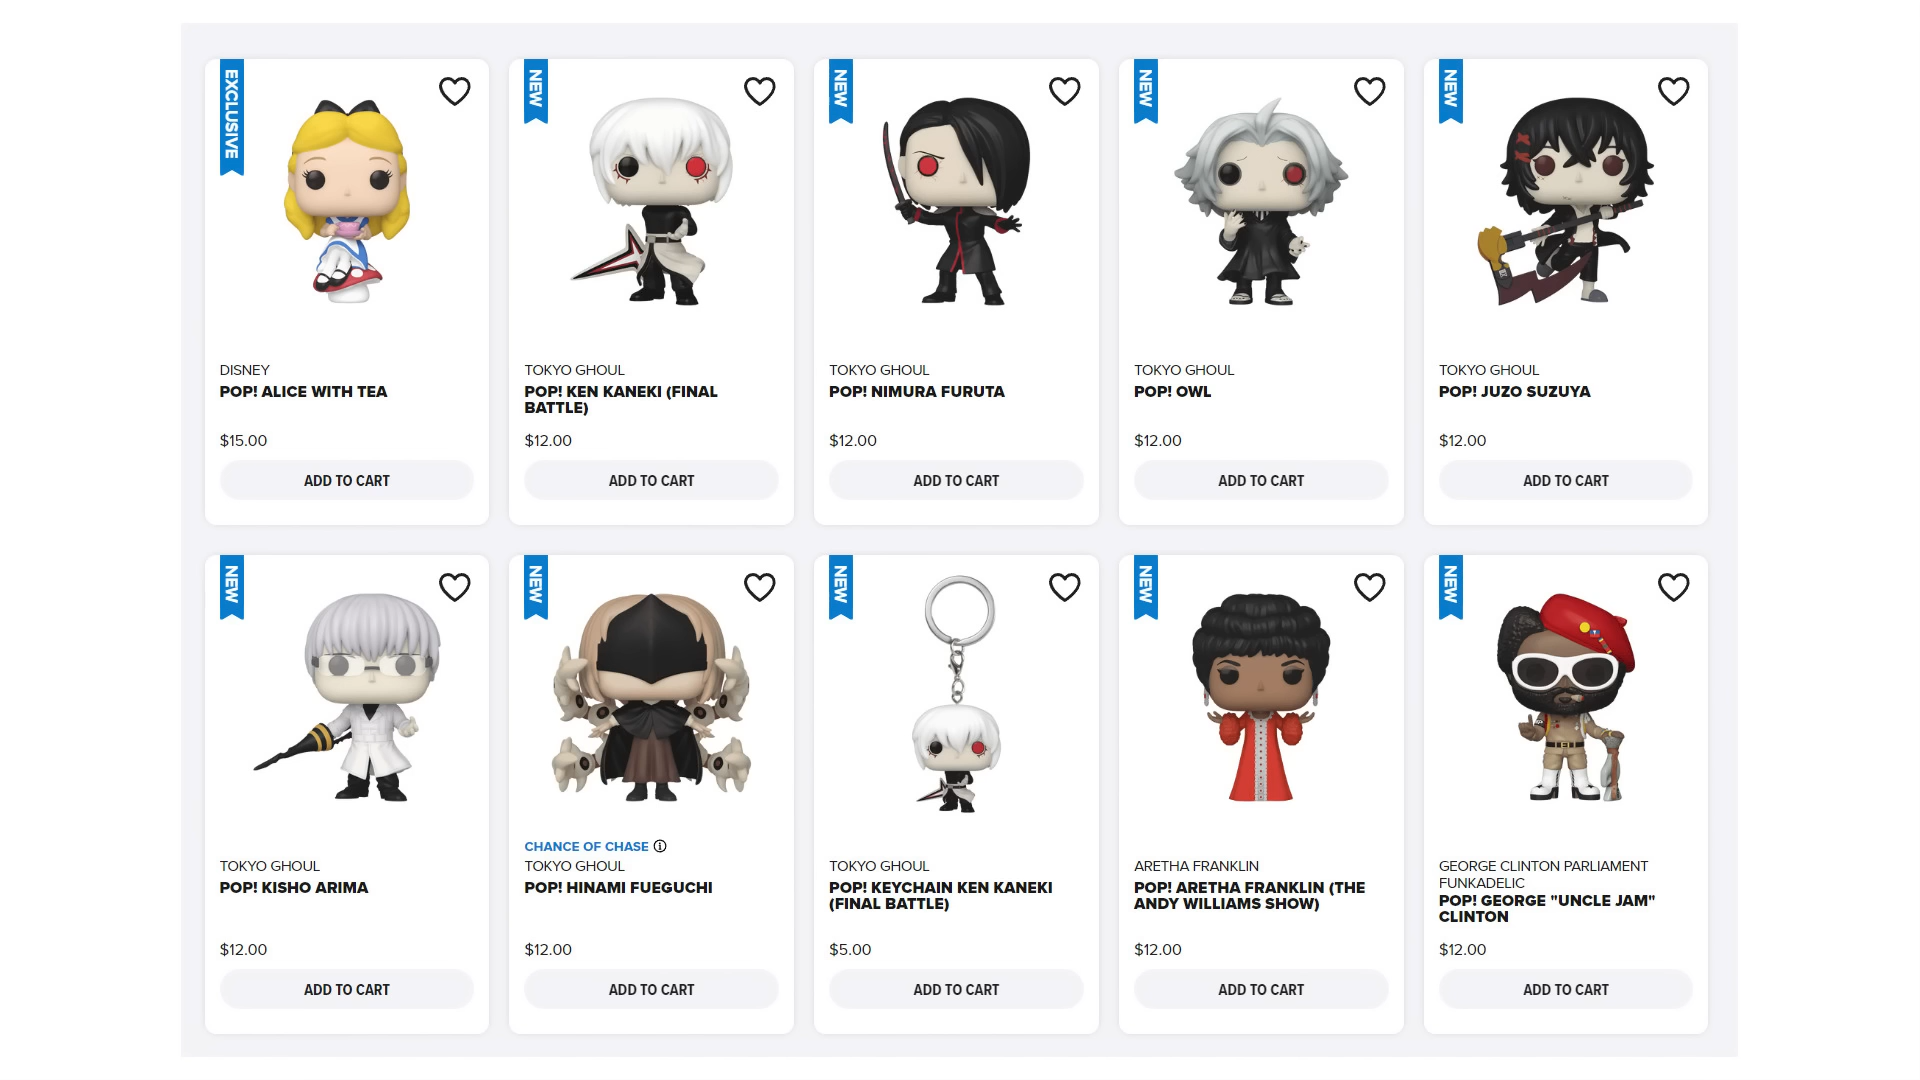 EXCLUSIVE
DISNEY
POP! ALICE WITH TEA
$15.00
ADD TO CART
NEW
TOKYO GHOUL
POP! KEN KANEKI (FINAL
BATTLE)
$12.00
ADD TO CART
NEW
TOKYO GHOUL
POP! NIMURA FURUTA
$12.00
ADD TO CART
NEW
TOKYO GHOUL
POP! OWL
$12.00
ADD TO CART
NEW
TOKYO GHOUL
POP! JUZO SUZUYA
$12.00
ADD TO CART
NEW
TOKYO GHOUL
POP! KISHO ARIMA
$12.00
ADD TO CART
NEW
CHANCE OF CHASE
TOKYO GHOUL
POP! HINAMI FUEGUCHI
$12.00
ADD TO CART
NEW
TOKYO GHOUL
POP! KEYCHAIN KEN KANEKI
(FINAL BATTLE)
$5.00
ADD TO CART
NEW
ARETHA FRANKLIN
POP! ARETHA FRANKLIN (THE
ANDY WILLIAMS SHOW)
$12.00
ADD TO CART
NEW
GEORGE CLINTON PARLIAMENT
FUNKADELIC
POP! GEORGE "UNCLE JAM"
CLINTON
$12.00
ADD TO CART